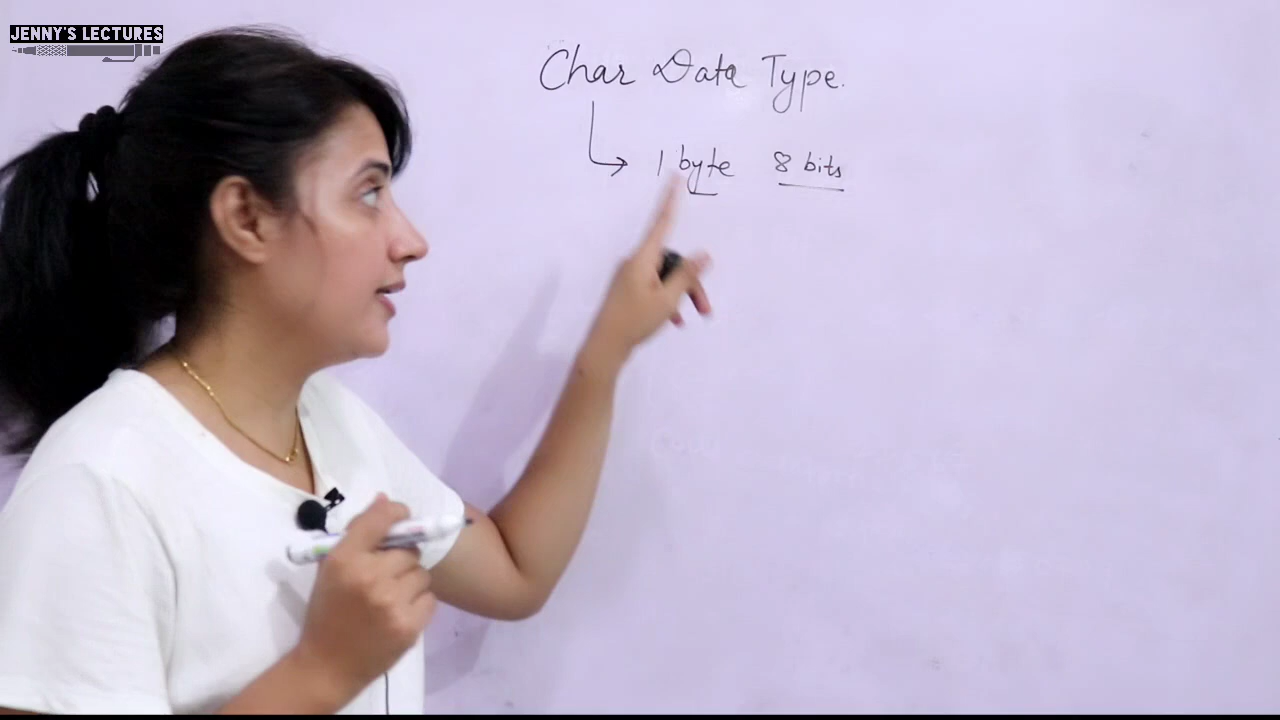 JENNY'S LECTURES
Char Data Type.
1 byte 8 bits